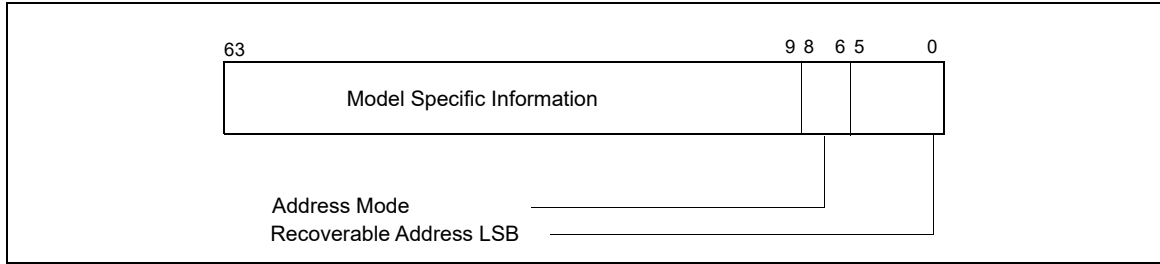 63 9 8 6 5 0
Model Specific Information
Address Mode
Recoverable Address LSB